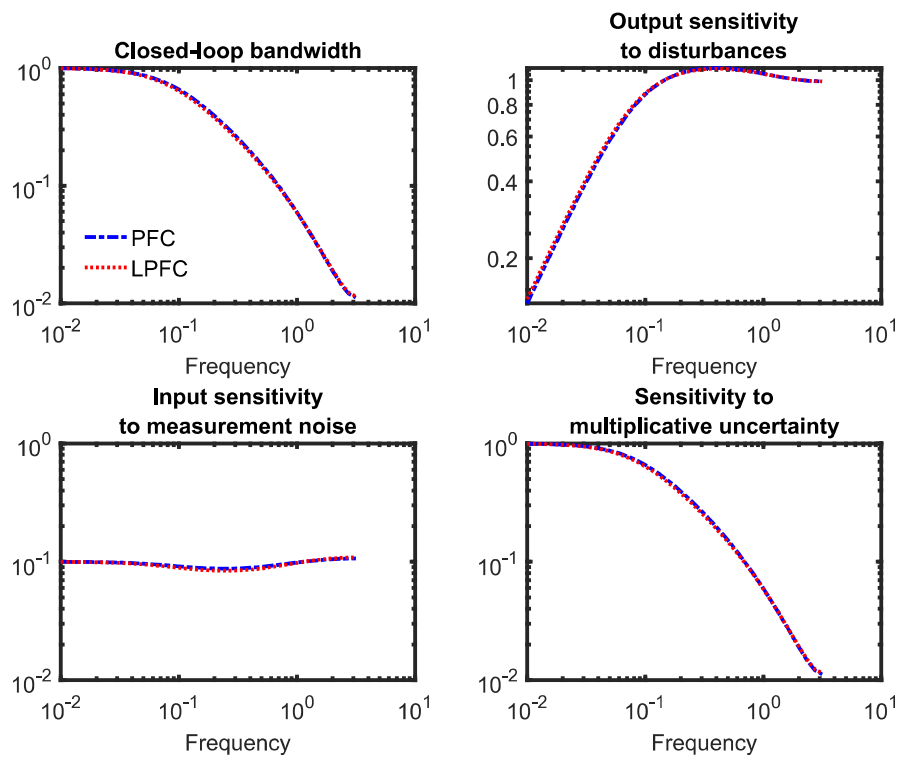 Closed-loop bandwidth
10^0
10^-1
10^-2
PFC
LPFC
10^-2 10^-1 10^0 10^1
Frequency
Output sensitivity
to disturbances
1
0.8
0.6
0.4
0.2
10^-2 10^-1 10^0 10^1
Frequency
Input sensitivity
to measurement noise
10^0
10^-1
10^-2
10^-2 10^-1 10^0 10^1
Frequency
Sensitivity to
multiplicative uncertainty
10^0
10^-1
10^-2
10^-2 10^-1 10^0 10^1
Frequency